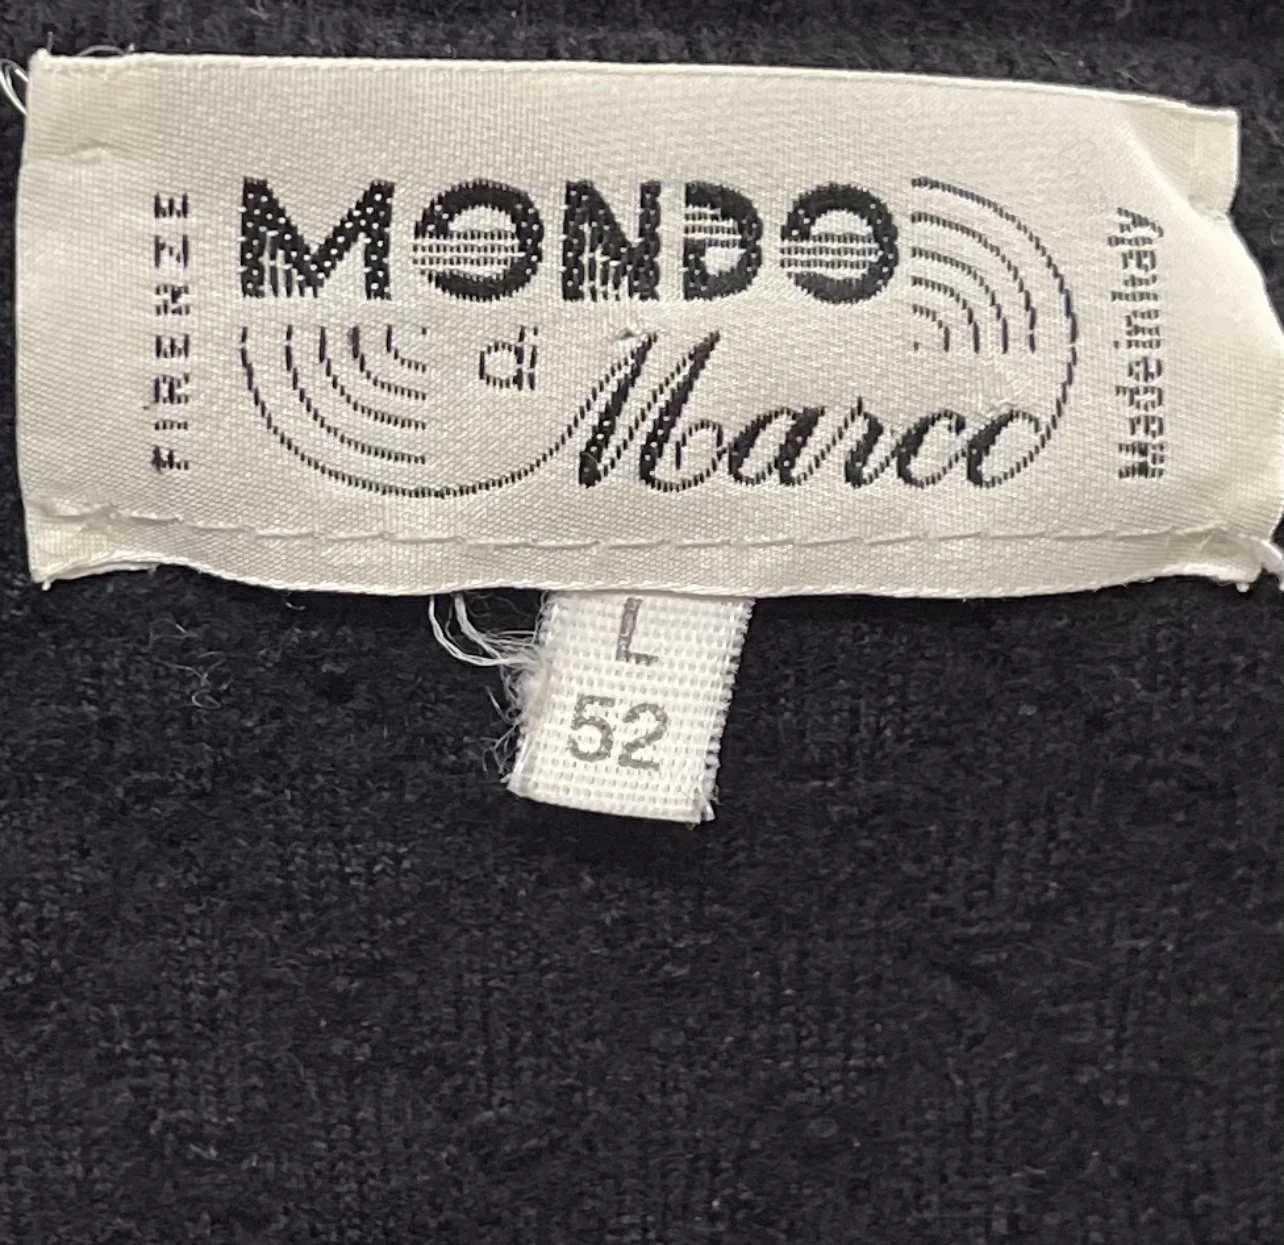 FIRENZE
MONDO
di
Marco
Made in Italy
L
52